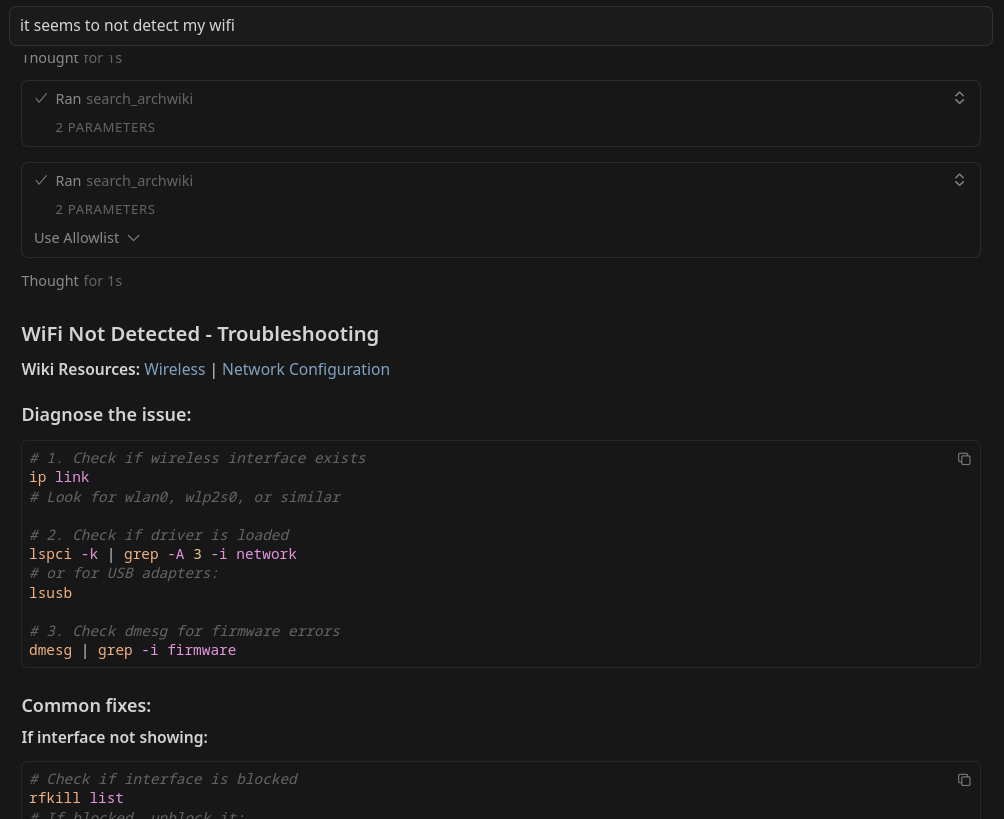 it seems to not detect my wifi
Thought for 1s
Ran search_archwiki
2 PARAMETERS
Ran search_archwiki
2 PARAMETERS
Use Allowlist
Thought for 1s
WiFi Not Detected - Troubleshooting
Wiki Resources: Wireless | Network Configuration
Diagnose the issue:
# 1. Check if wireless interface exists
ip link
# Look for wlan0, wlp2s0, or similar
# 2. Check if driver is loaded
lspci -k | grep -A 3 -i network
# or for USB adapters:
lsusb
# 3. Check dmesg for firmware errors
dmesg | grep -i firmware
Common fixes:
If interface not showing:
# Check if interface is blocked
rfkill list
# If blocked, unblock it: